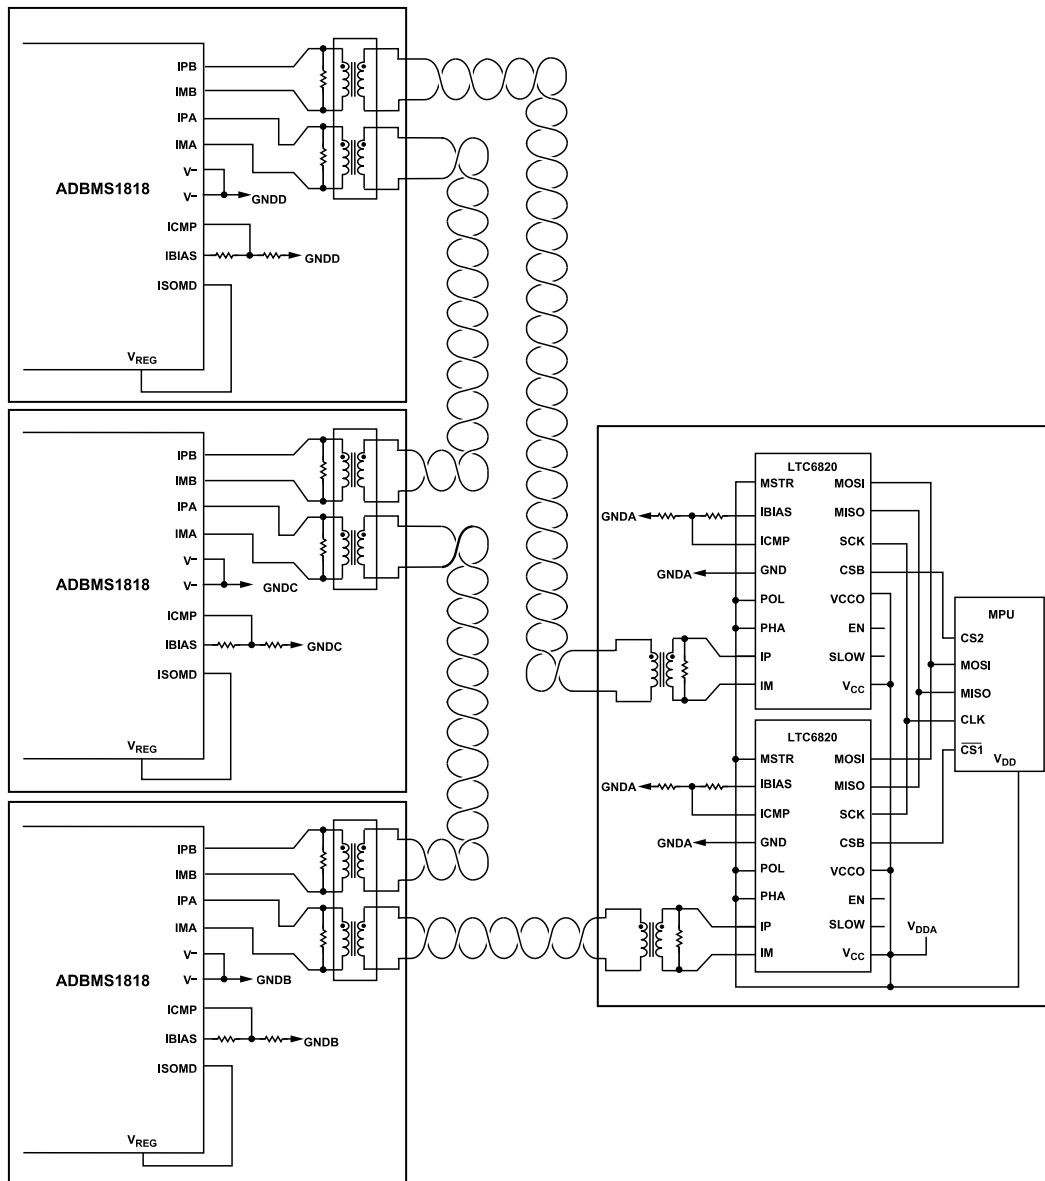 IPB
IMB
IPA
IMA
V–
V–
GNDD
ADBMS1818
ICMP
IBIAS
GNDD
ISOMD
VREG
IPB
IMB
IPA
IMA
V–
V–
GNDC
ADBMS1818
ICMP
IBIAS
GNDC
ISOMD
VREG
IPB
IMB
IPA
IMA
V–
V–
GNDB
ADBMS1818
ICMP
IBIAS
GNDB
ISOMD
VREG
LTC6820
MSTR MOSI
GNDA IBIAS MISO
ICMP SCK
GNDA GND CSB
POL VCCO
PHA EN
IP SLOW
IM VCC
MPU
CS2
MOSI
MISO
CLK
CS1
VDD
LTC6820
MSTR MOSI
GNDA IBIAS MISO
ICMP SCK
GNDA GND CSB
POL VCCO
PHA EN
IP SLOW
IM VCC
VDDA